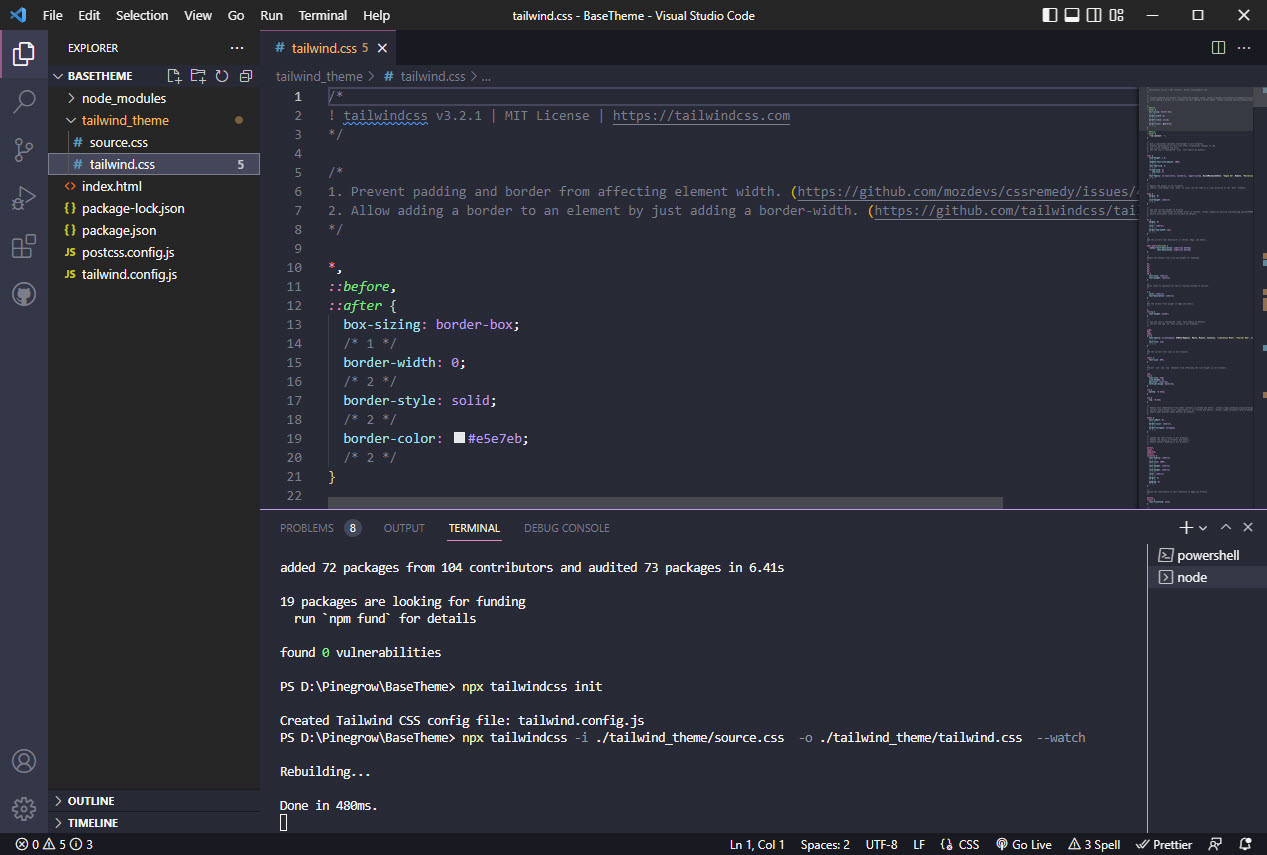 File Edit Selection View Go Run Terminal Help
tailwind.css - BaseTheme - Visual Studio Code
EXPLORER
BASETHEME
node_modules
tailwind_theme
# source.css
# tailwind.css 5
<> index.html
{} package-lock.json
{} package.json
JS postcss.config.js
JS tailwind.config.js
OUTLINE
TIMELINE
# tailwind.css 5
tailwind_theme > # tailwind.css > ...
1 /*
2 ! tailwindcss v3.2.1 | MIT License | https://tailwindcss.com
3 */
4
5 /*
6 1. Prevent padding and border from affecting element width. (https://github.com/mozdevs/cssremedy/issues/
7 2. Allow adding a border to an element by just adding a border-width. (https://github.com/tailwindcss/tai
8 */
9
10 *,
11 ::before,
12 ::after {
13 box-sizing: border-box;
14 /* 1 */
15 border-width: 0;
16 /* 2 */
17 border-style: solid;
18 /* 2 */
19 border-color: #e5e7eb;
20 /* 2 */
21 }
22
PROBLEMS 8 OUTPUT TERMINAL DEBUG CONSOLE
added 72 packages from 104 contributors and audited 73 packages in 6.41s
19 packages are looking for funding
run `npm fund` for details
found 0 vulnerabilities
PS D:\Pinegrow\BaseTheme> npx tailwindcss init
Created Tailwind CSS config file: tailwind.config.js
PS D:\Pinegrow\BaseTheme> npx tailwindcss -i ./tailwind_theme/source.css -o ./tailwind_theme/tailwind.css --watch
Rebuilding...
Done in 480ms.
powershell
node
0 5 3
Ln 1, Col 1 Spaces: 2 UTF-8 LF {} CSS Go Live 3 Spell Prettier